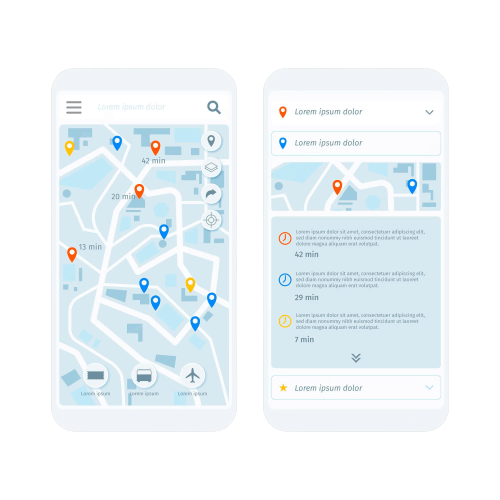 Lorem ipsum dolor
42 min
20 min
13 min
Lorem ipsum
Lorem ipsum
Lorem ipsum
Lorem ipsum dolor
Lorem ipsum dolor
Lorem ipsum dolor sit amet, consectetuer adipiscing elit,
sed diam nonummy nibh euismod tincidunt ut laoreet
dolore magna aliquam erat volutpat.
42 min
Lorem ipsum dolor sit amet, consectetuer adipiscing elit,
sed diam nonummy nibh euismod tincidunt ut laoreet
dolore magna aliquam erat volutpat.
29 min
Lorem ipsum dolor sit amet, consectetuer adipiscing elit,
sed diam nonummy nibh euismod tincidunt ut laoreet
dolore magna aliquam erat volutpat.
7 min
Lorem ipsum dolor